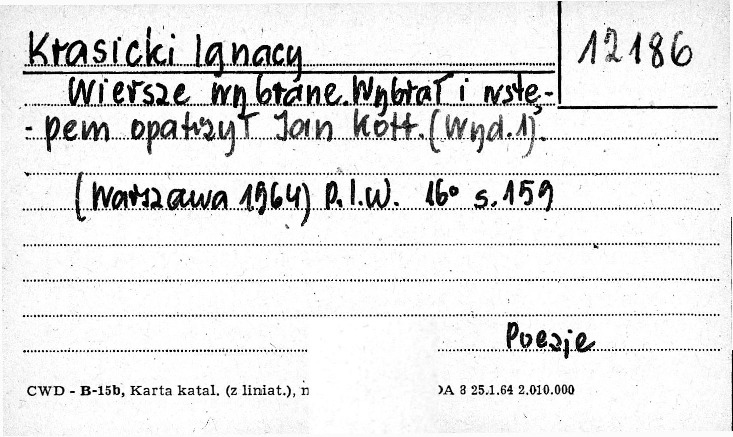 Krasicki Ignacy
12186
Wiersze wybrane. Wybrał i wstę-
- pem opatrzył Jan Kott. (Wyd. 1).
(Warszawa 1964) P.I.W. 16° s. 159
Poezje
CWD - B-15b, Karta katal. (z liniat.), n
DA 8 25.1.64 2.010.000